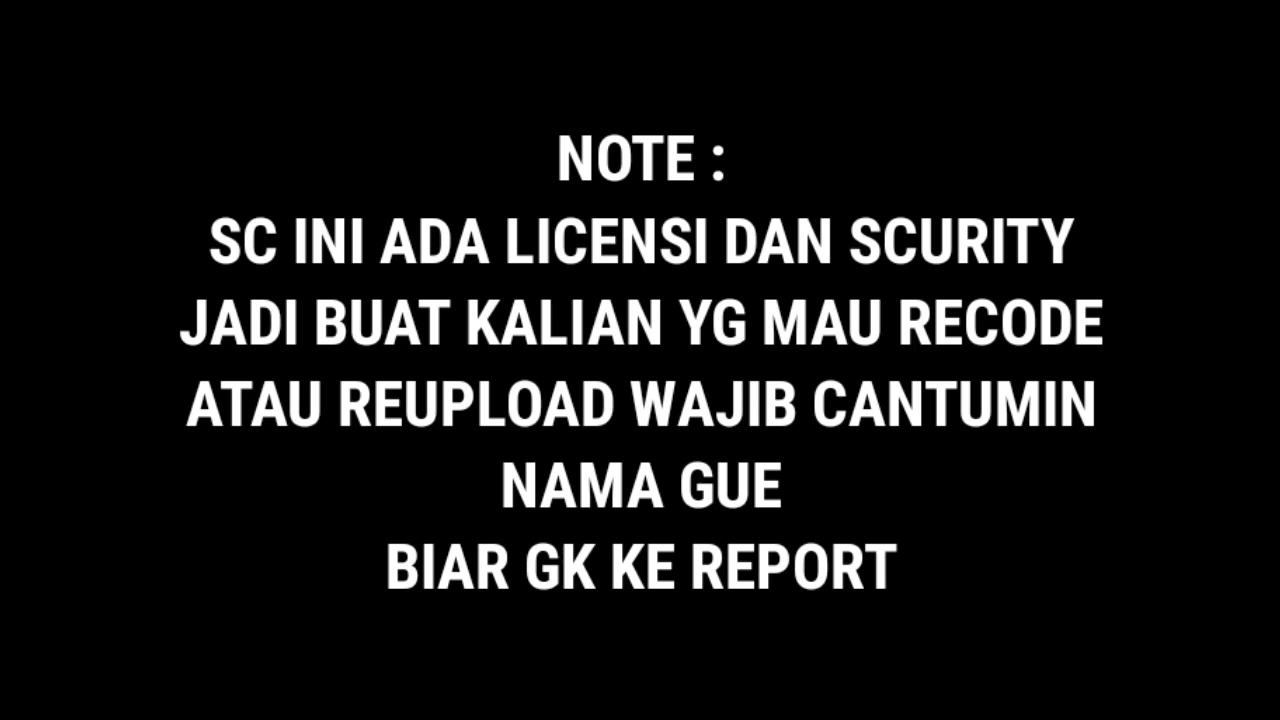 NOTE :
SC INI ADA LICENSI DAN SCURITY
JADI BUAT KALIAN YG MAU RECODE
ATAU REUPLOAD WAJIB CANTUMIN
NAMA GUE
BIAR GK KE REPORT